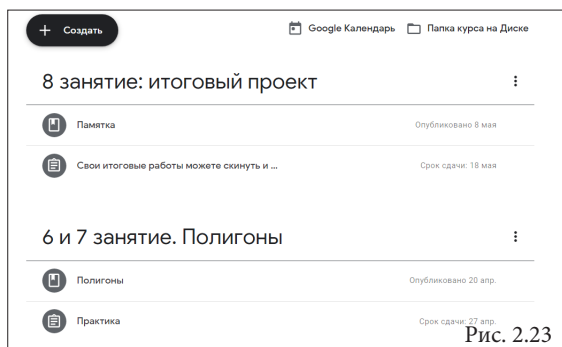 Создать
Google Календарь
Папка курса на Диске
8 занятие: итоговый проект
Памятка
Опубликовано 8 мая
Свои итоговые работы можете скинуть и ...
Срок сдачи: 18 мая
6 и 7 занятие. Полигоны
Полигоны
Опубликовано 20 апр.
Практика
Срок сдачи: 27 апр.
Рис. 2.23